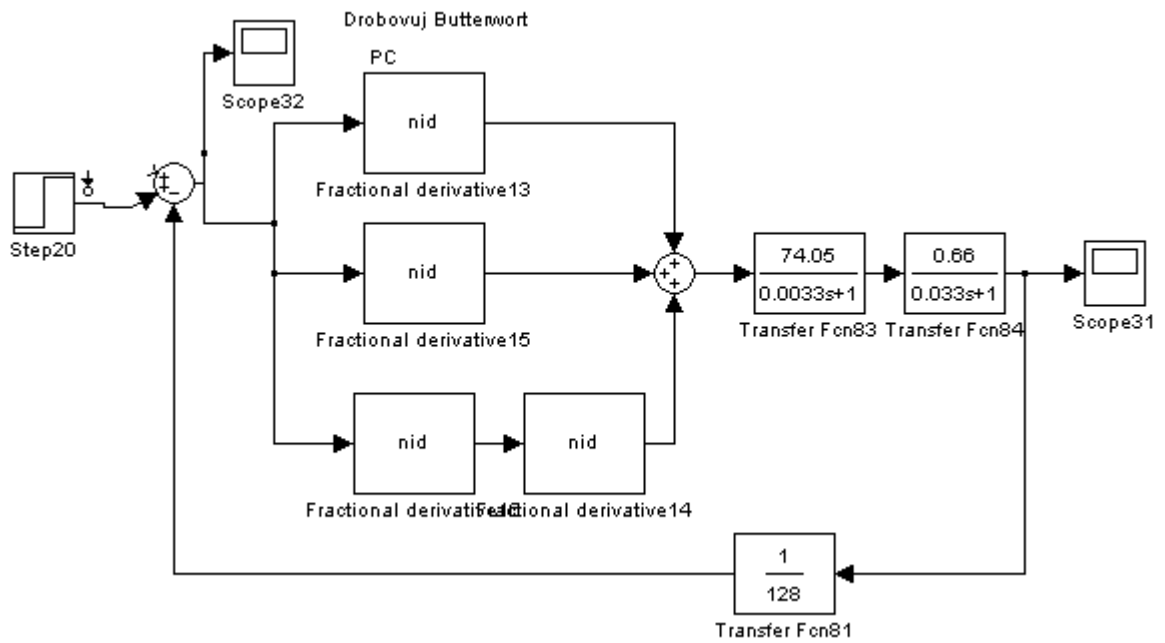 Drobovuj Butterwort
PC
Scope32
nid
Fractional derivative13
Step20
nid
Fractional derivative15
74.05
0.0033s+1
Transfer Fcn83
0.66
0.033s+1
Transfer Fcn84
Scope31
nid
nid
Fractional derivative14
1
128
Transfer Fcn81